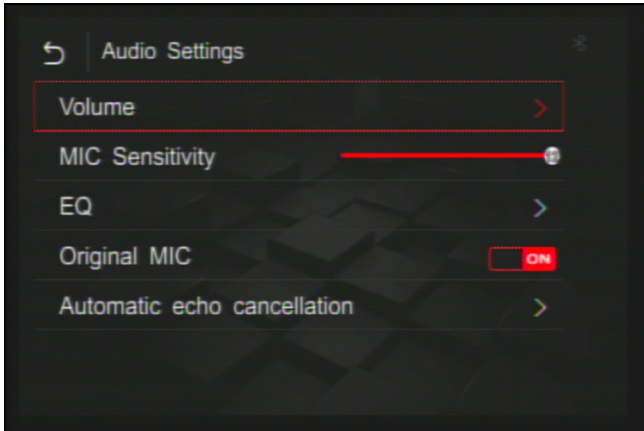 Audio Settings
Volume
MIC Sensitivity
EQ
Original MIC
ON
Automatic echo cancellation